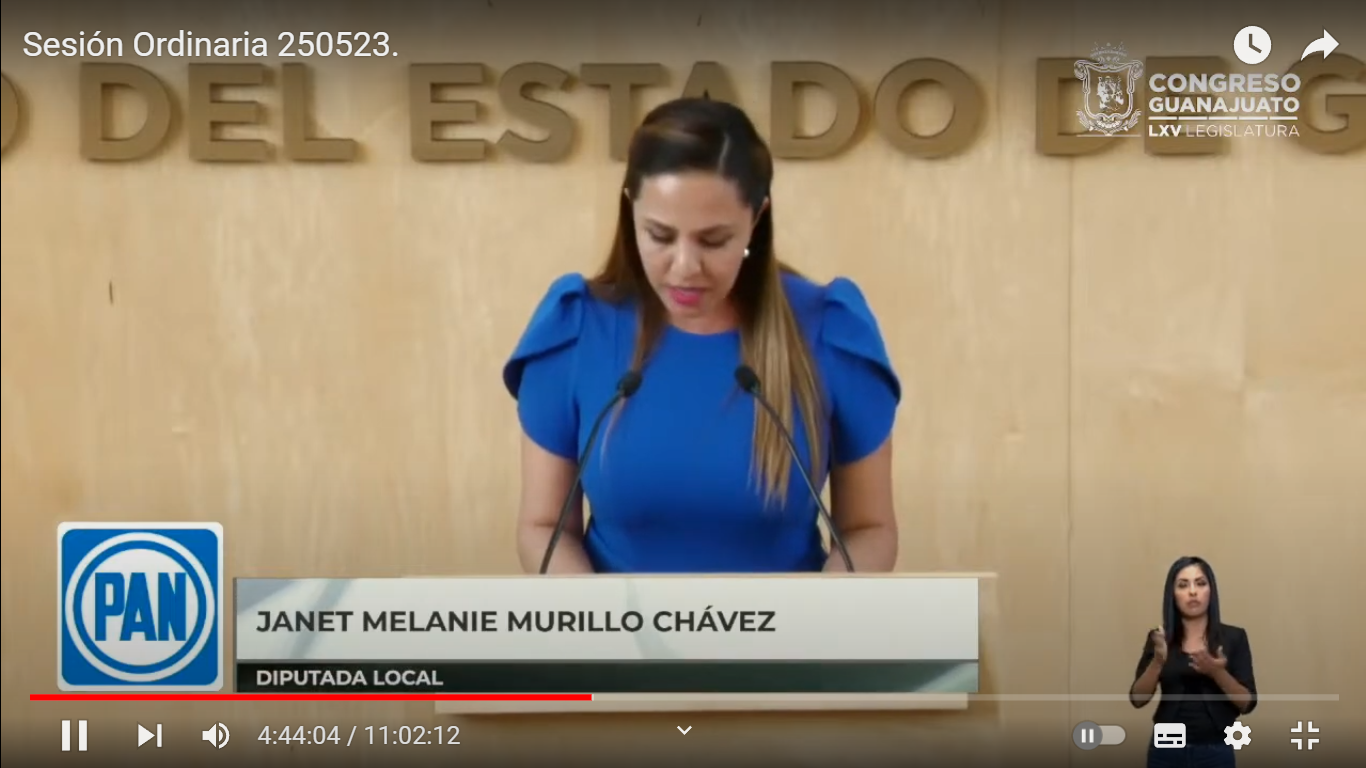 Sesión Ordinaria 250523.
DEL ESTADO DE G
CONGRESO
GUANAJUATO
LXV LEGISLATURA
PAN
JANET MELANIE MURILLO CHÁVEZ
DIPUTADA LOCAL
4:44:04 / 11:02:12